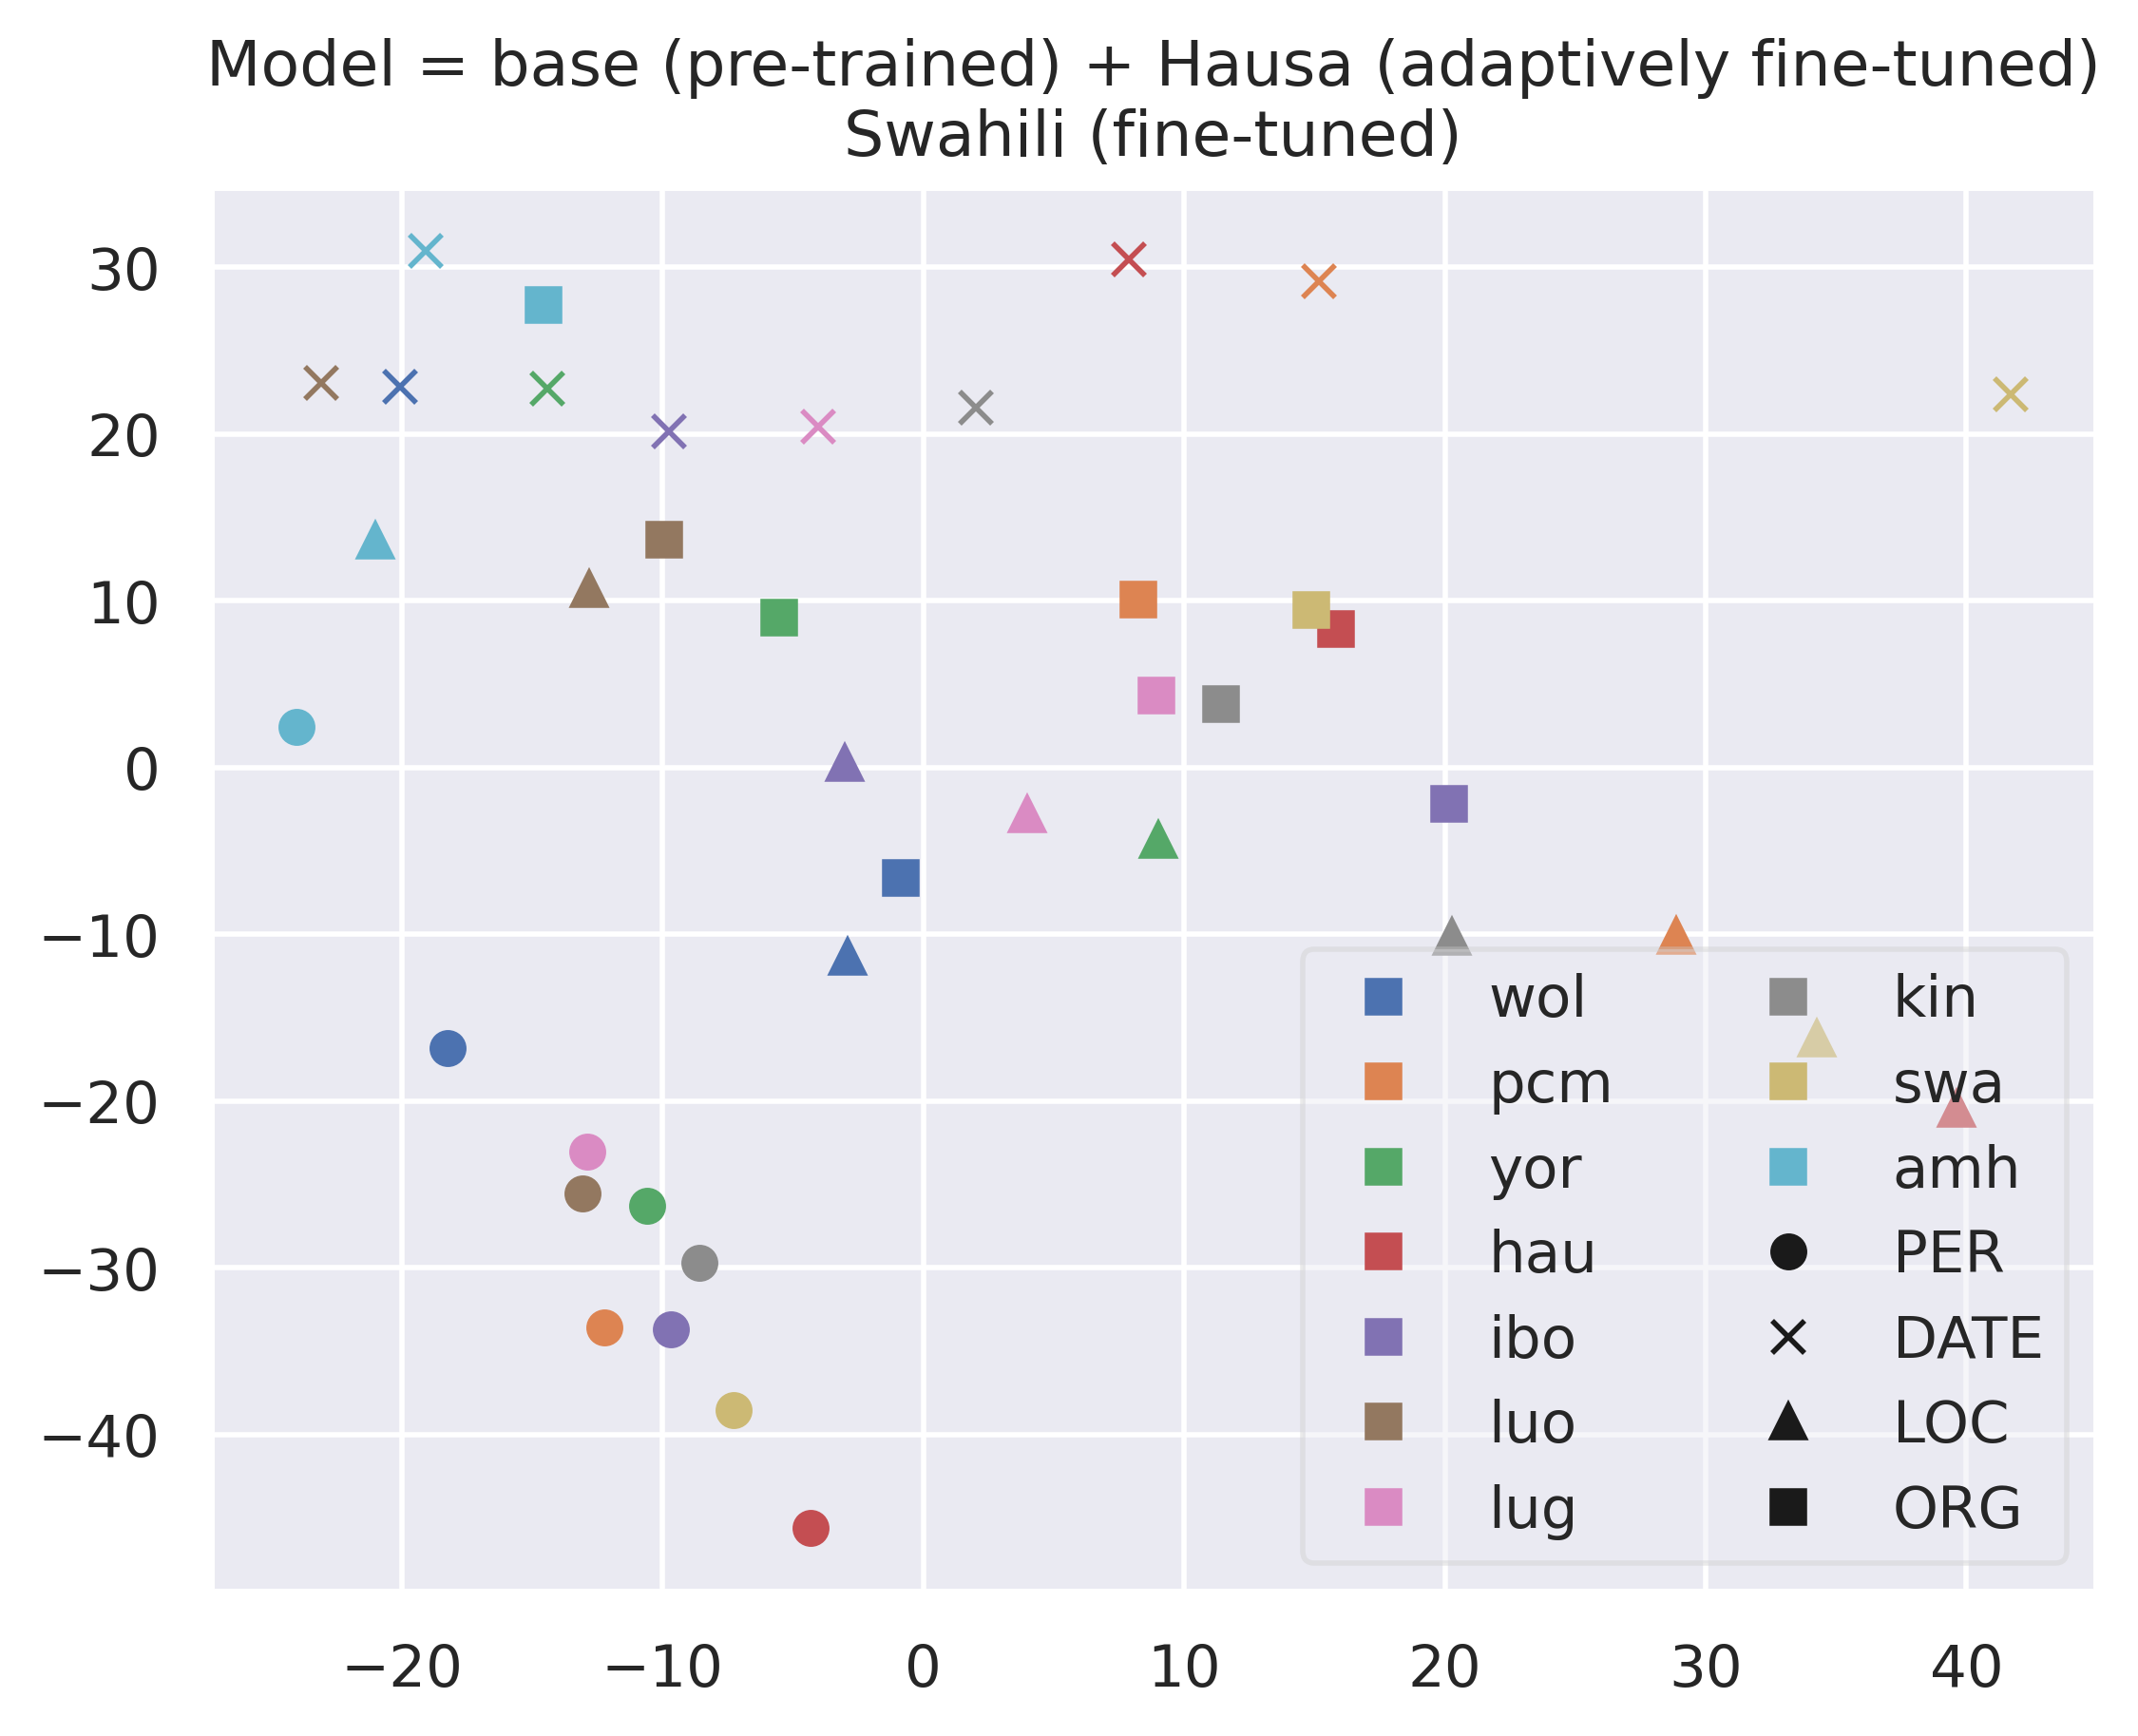 Model = base (pre-trained) + Hausa (adaptively fine-tuned)
Swahili (fine-tuned)
30
20
10
0
−10
−20
−30
−40
wol
pcm
yor
hau
ibo
luo
lug
kin
swa
amh
PER
DATE
LOC
ORG
−20 −10 0 10 20 30 40